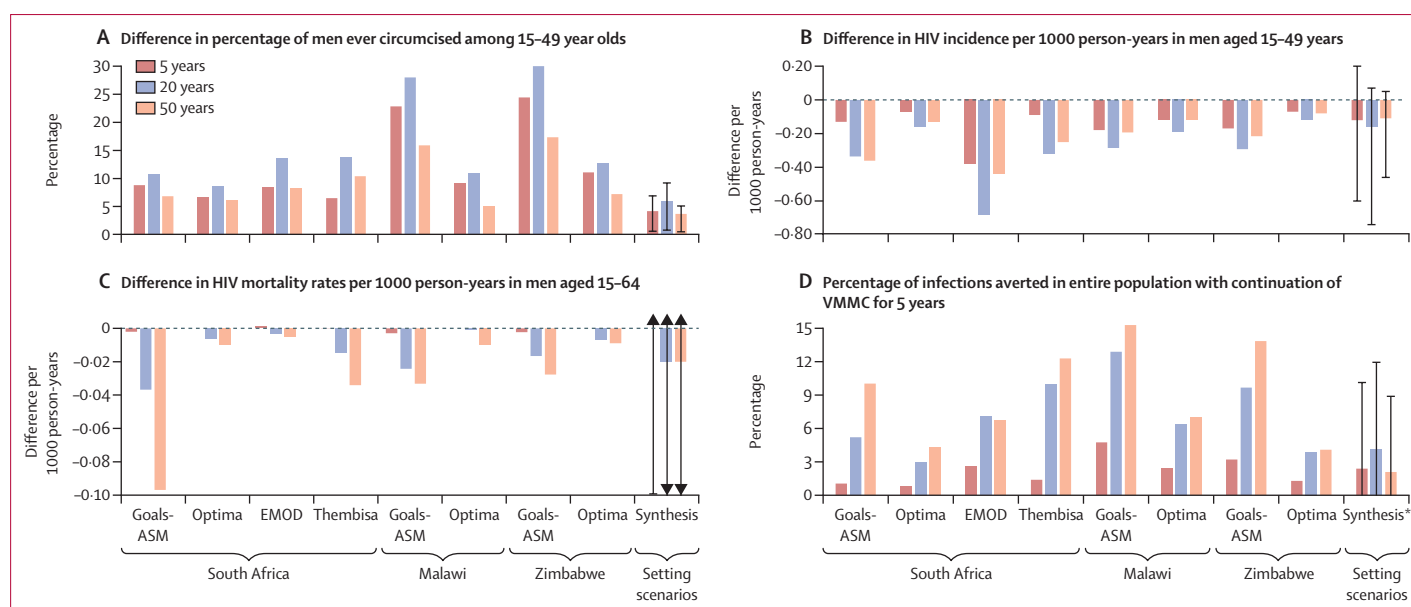 A Difference in percentage of men ever circumcised among 15–49 year olds
30
25
20
15
10
5
0
Percentage
5 years
20 years
50 years
B Difference in HIV incidence per 1000 person-years in men aged 15–49 years
0·20
0
–0·20
–0·40
–0·60
–0·80
Difference per
1000 person-years
C Difference in HIV mortality rates per 1000 person-years in men aged 15–64
0
–0·02
–0·04
–0·06
–0·08
–0·10
Difference per
1000 person-years
Goals-
ASM
Optima
EMOD
Thembisa
Goals-
ASM
Optima
Goals-
ASM
Optima
Synthesis
South Africa
Malawi
Zimbabwe
Setting
scenarios
D Percentage of infections averted in entire population with continuation of
VMMC for 5 years
15
12
9
6
3
0
Percentage
Goals-
ASM
Optima
EMOD
Thembisa
Goals-
ASM
Optima
Goals-
ASM
Optima
Synthesis*
South Africa
Malawi
Zimbabwe
Setting
scenarios